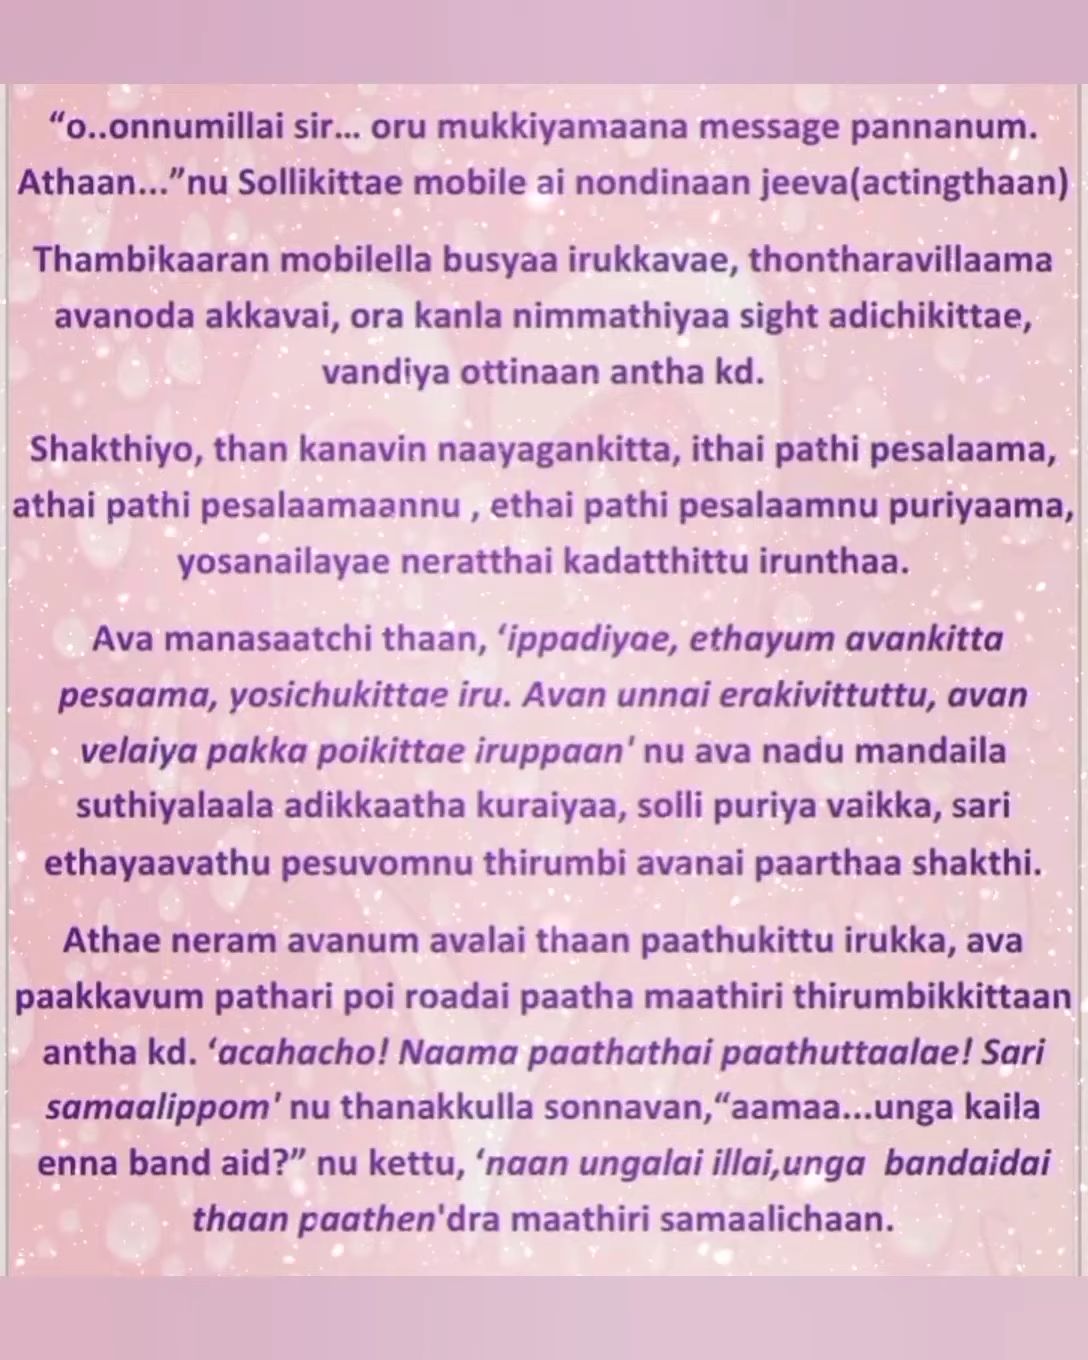 “o..onnumillai sir... oru mukkiyamaana message pannanum.
Athaan...”nu Sollikittae mobile ai nondinaan jeeva(actingthaan)
Thambikaaran mobilella busyaa irukkavae, thontharavillaama
avanoda akkavai, ora kanla nimmathiyaa sight adichikittae,
vandiya ottinaan antha kd.
Shakthiyo, than kanavin naayagankitta, ithai pathi pesalaama,
athai pathi pesalaamaannu , ethai pathi pesalaamnu puriyaama,
yosanailayae neratthai kadatthittu irunthaa.
Ava manasaatchi thaan, ‘ippadiyae, ethayum avankitta
pesaama, yosichukittae iru. Avan unnai erakivittuttu, avan
velaiya pakka poikittae iruppaan' nu ava nadu mandaila
suthiyalaala adikkaatha kuraiyaa, solli puriya vaikka, sari
ethayaavathu pesuvomnu thirumbi avanai paarthaa shakthi.
Athae neram avanum avalai thaan paathukittu irukka, ava
paakkavum pathari poi roadai paatha maathiri thirumbikkittaan
antha kd. ‘acahacho! Naama paathathai paathuttaalae! Sari
samaalippom' nu thanakkulla sonnavan,“aamaa...unga kaila
enna band aid?” nu kettu, ‘naan ungalai illai,unga  bandaidai
thaan paathen'dra maathiri samaalichaan.